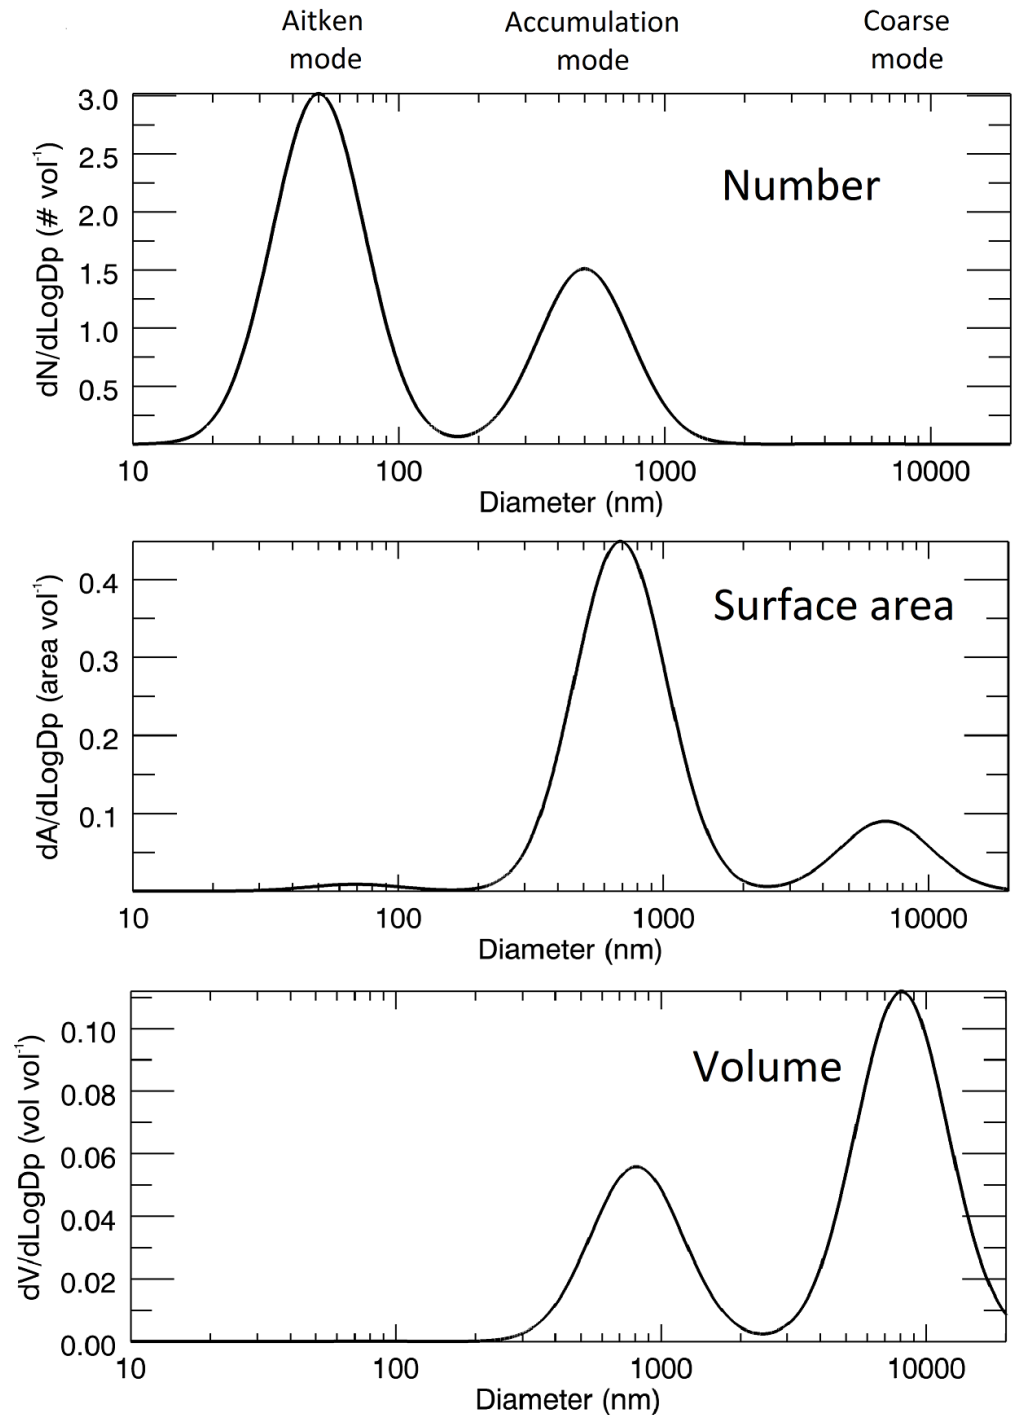 Aitken mode
Accumulation mode
Coarse mode
dN/dLogDp (# vol⁻¹)
3.0
2.5
2.0
1.5
1.0
0.5
Number
10 100 1000 10000
Diameter (nm)
dA/dLogDp (area vol⁻¹)
0.4
0.3
0.2
0.1
Surface area
10 100 1000 10000
Diameter (nm)
dV/dLogDp (vol vol⁻¹)
0.10
0.08
0.06
0.04
0.02
0.00
Volume
10 100 1000 10000
Diameter (nm)